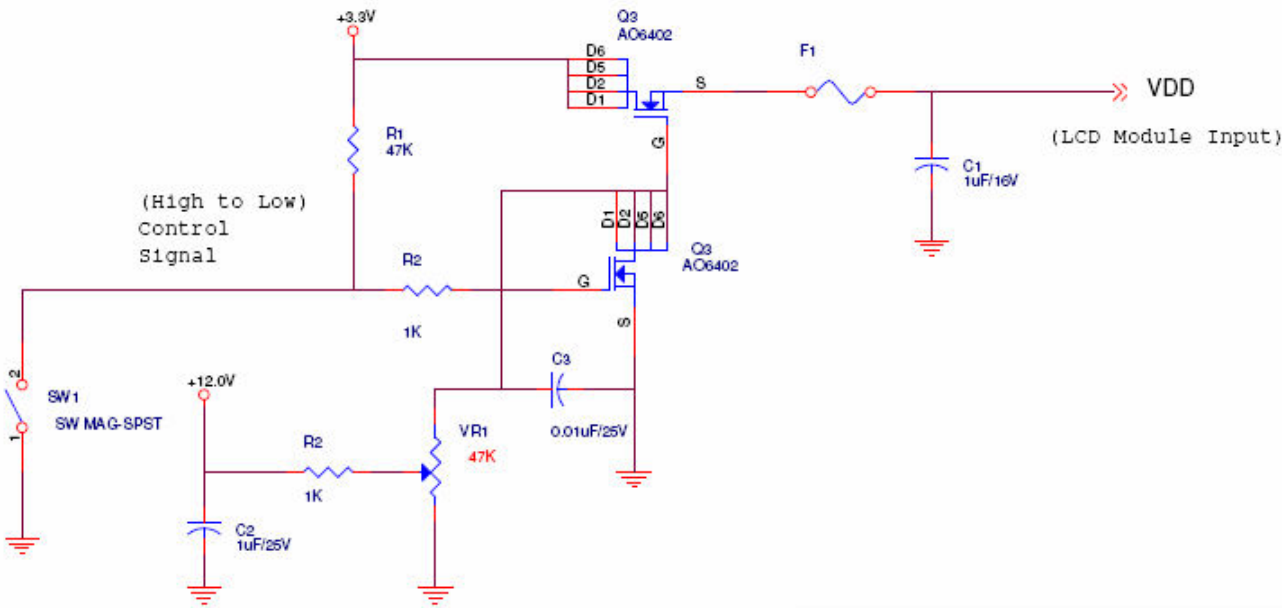 +3.3V
Q3
AO6402
D6
D5
D2
D1
S
G
F1
VDD
(LCD Module Input)
R1
47K
C1
1uF/16V
(High to Low)
Control
Signal
D1
D2
D5
D6
Q3
AO6402
R2
1K
G
S
2
1
SW1
SW MAG-SPST
+12.0V
C3
0.01uF/25V
R2
1K
VR1
47K
C2
1uF/25V